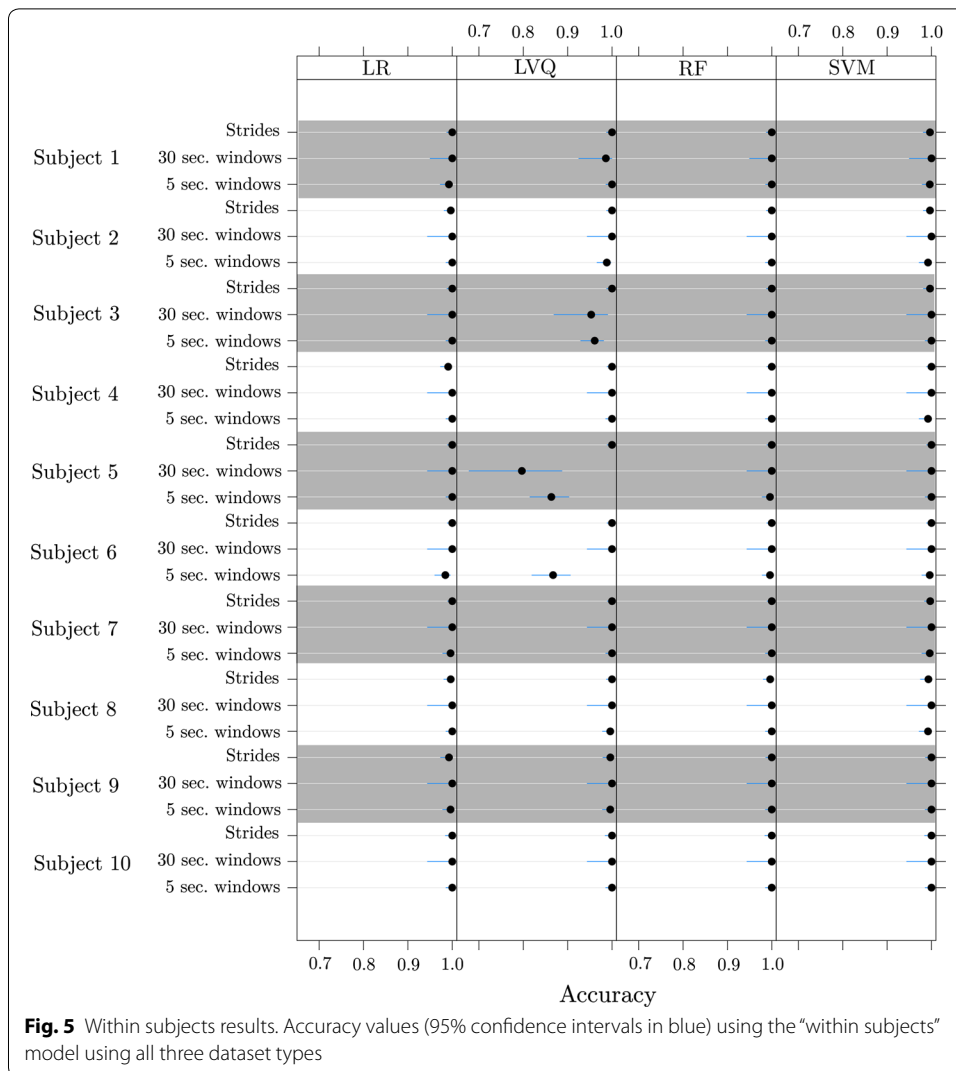 0.7 0.8 0.9 1.0 0.7 0.8 0.9 1.0
LR LVQ RF SVM
Strides
Subject 1 30 sec. windows
5 sec. windows
Strides
Subject 2 30 sec. windows
5 sec. windows
Strides
Subject 3 30 sec. windows
5 sec. windows
Strides
Subject 4 30 sec. windows
5 sec. windows
Strides
Subject 5 30 sec. windows
5 sec. windows
Strides
Subject 6 30 sec. windows
5 sec. windows
Strides
Subject 7 30 sec. windows
5 sec. windows
Strides
Subject 8 30 sec. windows
5 sec. windows
Strides
Subject 9 30 sec. windows
5 sec. windows
Strides
Subject 10 30 sec. windows
5 sec. windows
0.7 0.8 0.9 1.0 0.7 0.8 0.9 1.0
Accuracy
Fig. 5 Within subjects results. Accuracy values (95% confidence intervals in blue) using the “within subjects”
model using all three dataset types